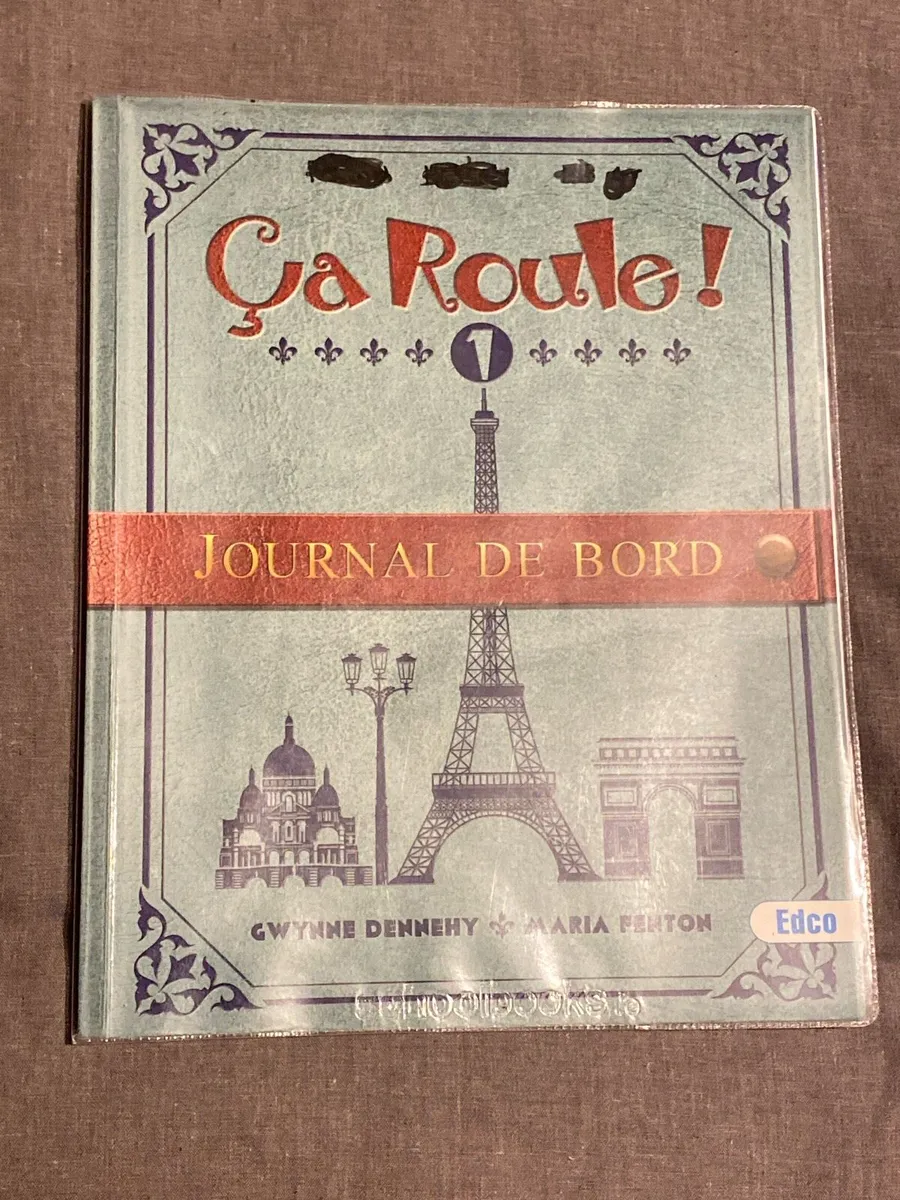 Ça Roule !
1
JOURNAL DE BORD
GWYNNE DENNEHY MARIA FENTON
Edco